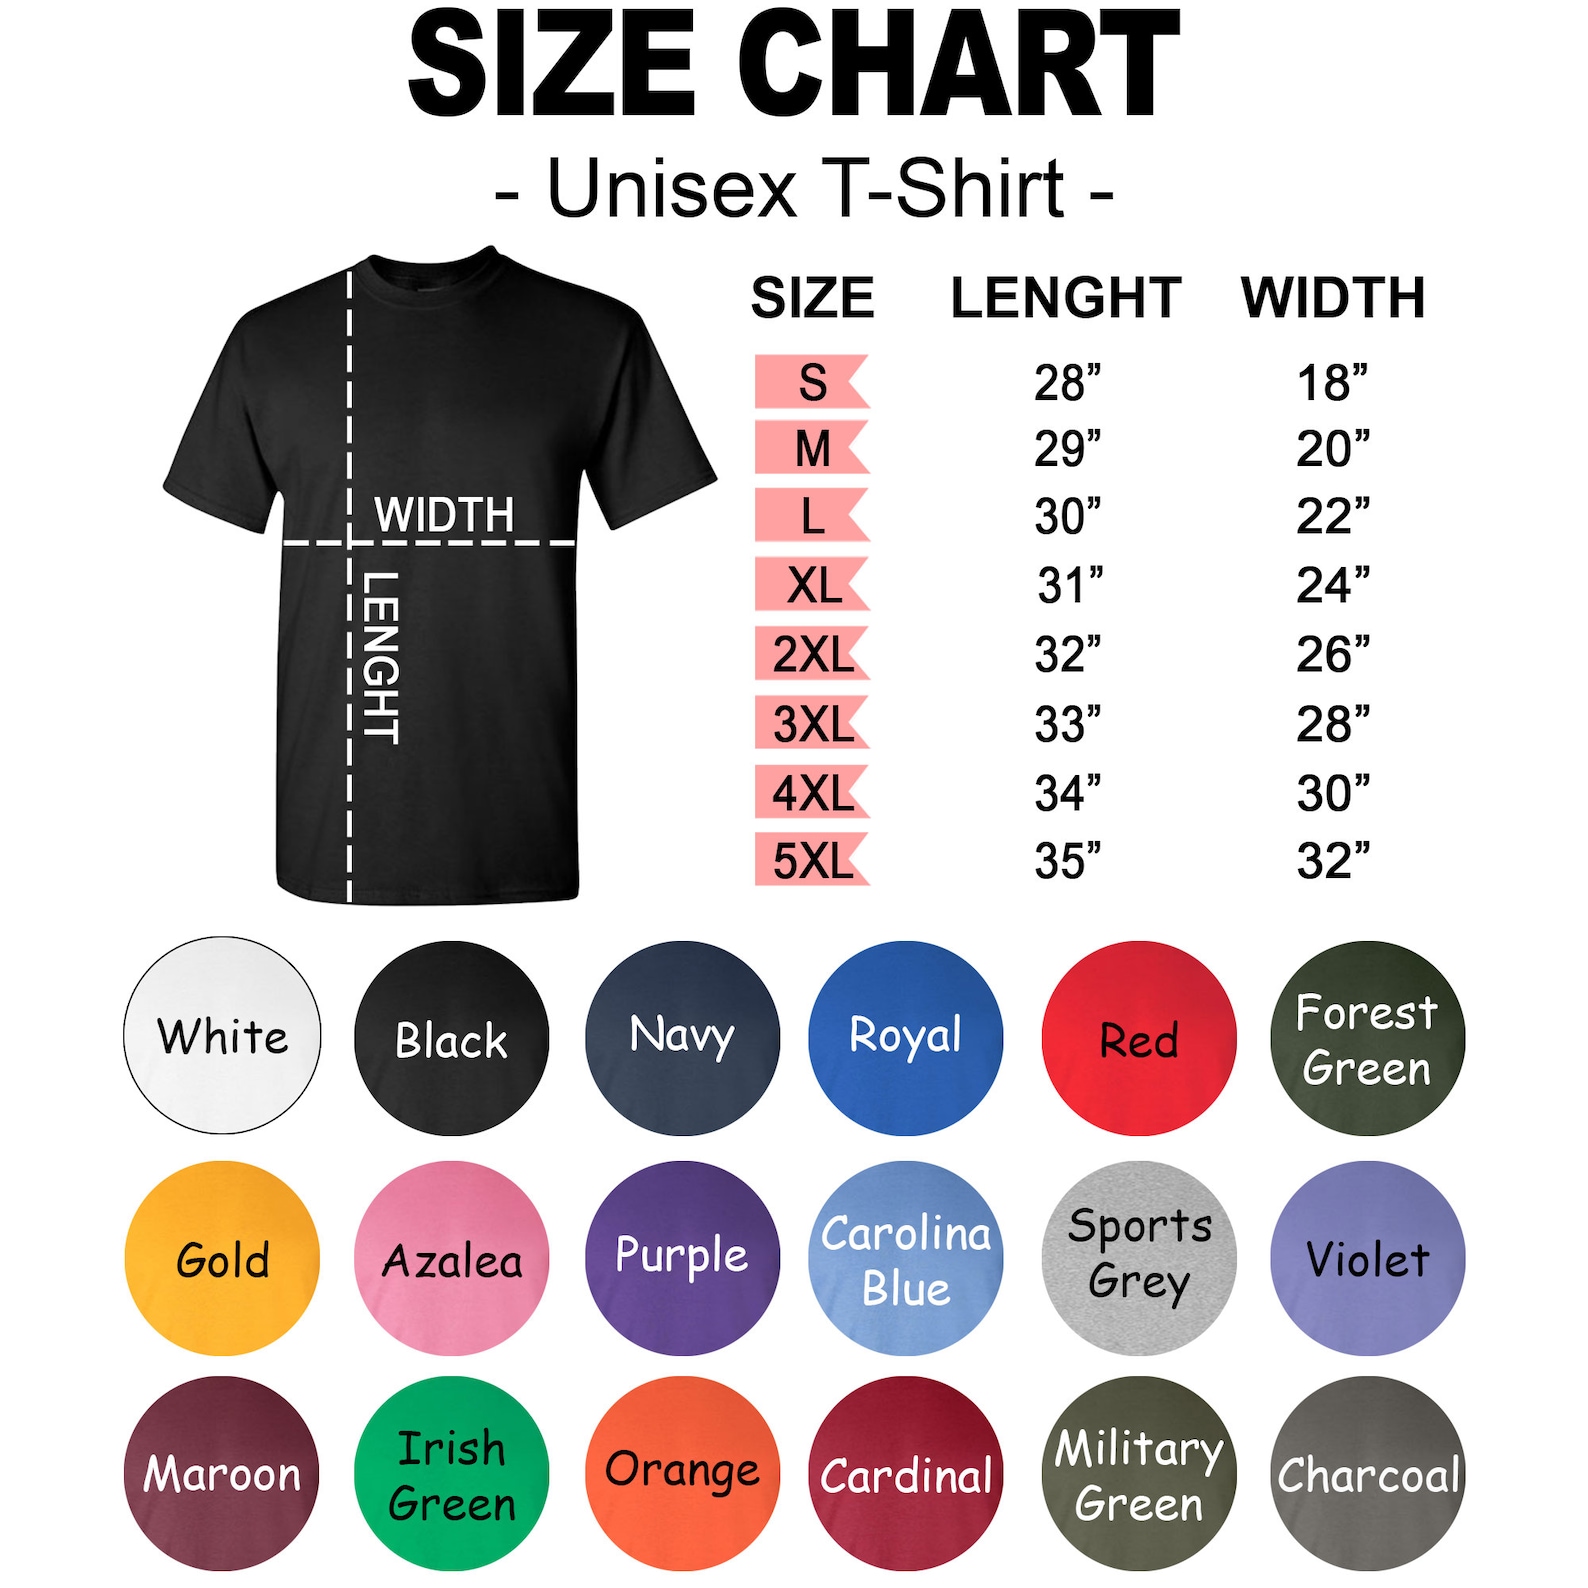 SIZE CHART
- Unisex T-Shirt -
WIDTH
LENGHT
SIZE LENGHT WIDTH
S 28” 18”
M 29” 20”
L 30” 22”
XL 31” 24”
2XL 32” 26”
3XL 33” 28”
4XL 34” 30”
5XL 35” 32”
White
Black
Navy
Royal
Red
Forest
Green
Gold
Azalea
Purple
Carolina
Blue
Sports
Grey
Violet
Maroon
Irish
Green
Orange
Cardinal
Military
Green
Charcoal